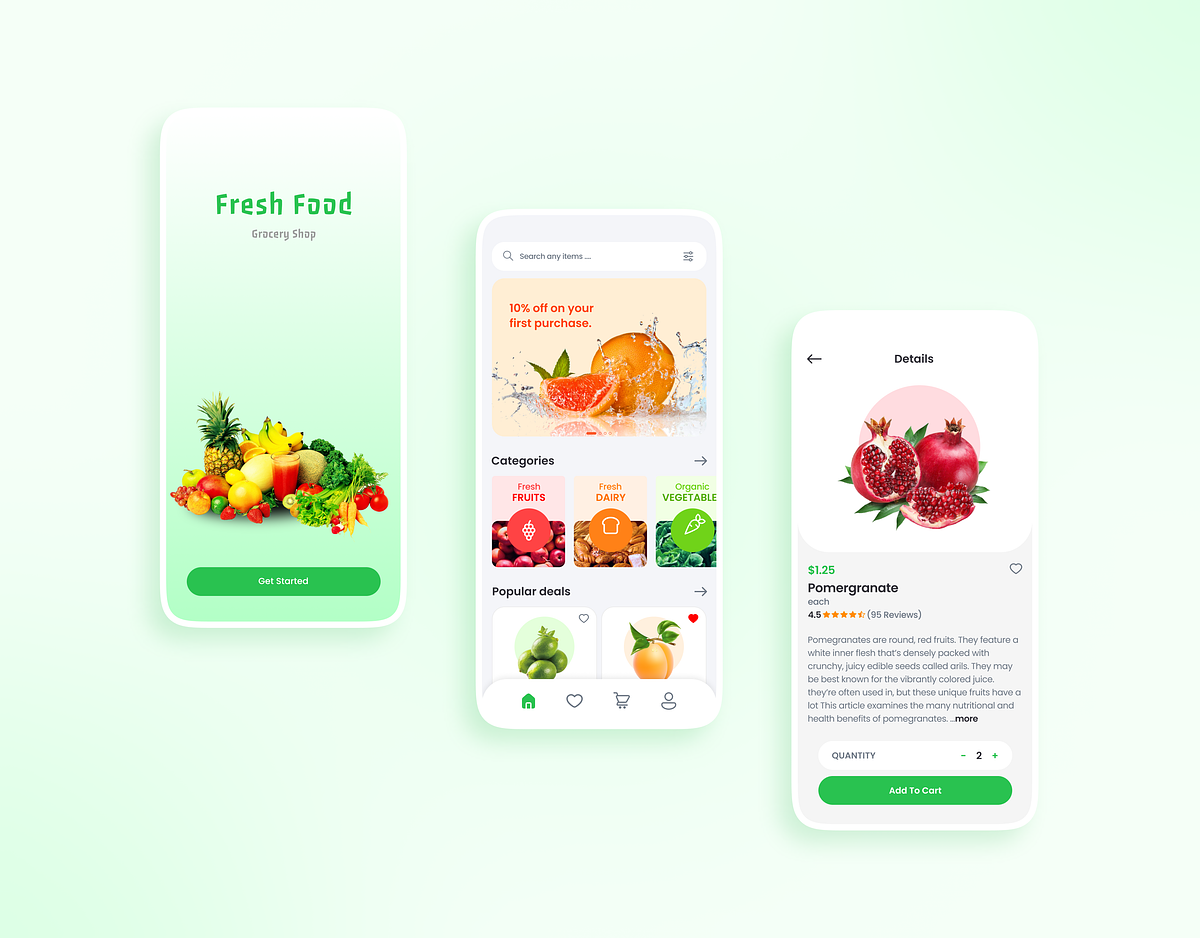 Fresh Food
Grocery Shop
Get Started
Search any items ....
10% off on your
first purchase.
Categories
Fresh
FRUITS
Fresh
DAIRY
Organic
VEGETABLE
Popular deals
Details
$1.25
Pomergranate
each
4.5 (95 Reviews)
Pomegranates are round, red fruits. They feature a
white inner flesh that's densely packed with
crunchy, juicy edible seeds called arils. They may
be best known for the vibrantly colored juice.
they're often used in, but these unique fruits have a
lot This article examines the many nutritional and
health benefits of pomegranates. ...more
QUANTITY - 2 +
Add To Cart